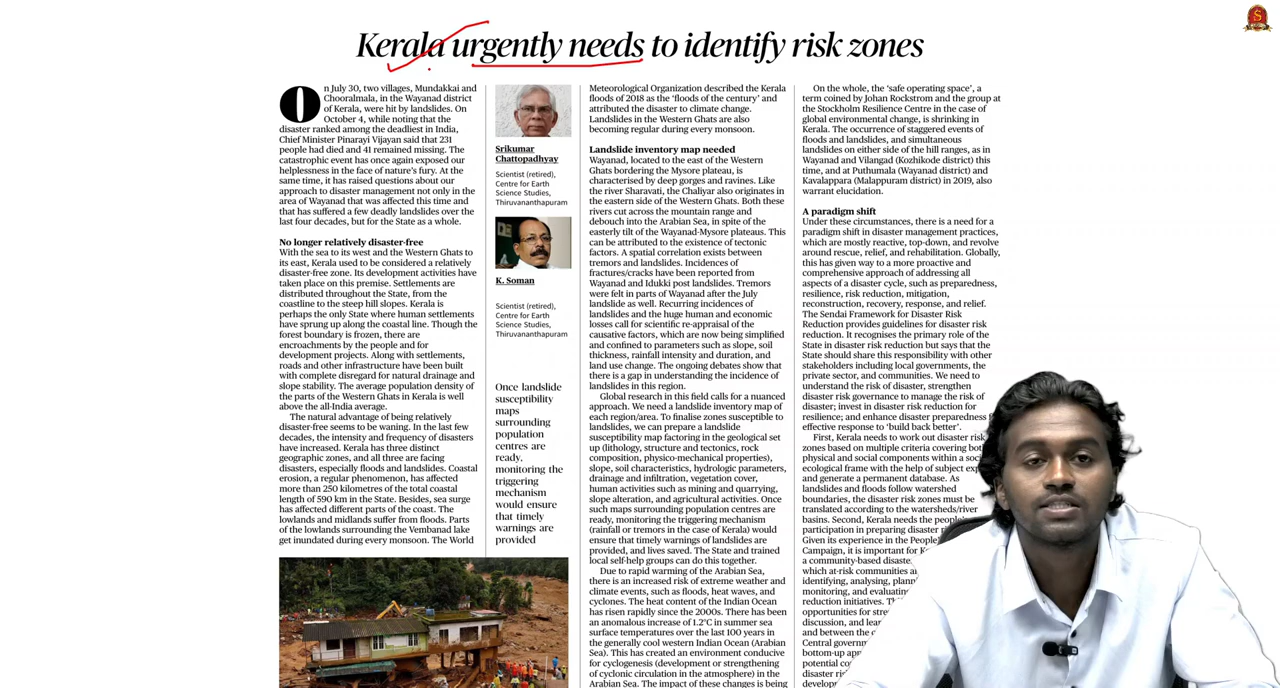 Kerala urgently needs to identify risk zones
On July 30, two villages, Mundakkai and
Chooralmala, in the Wayanad district
of Kerala, were hit by landslides. On
October 4, while noting that the
disaster ranked among the deadliest in India,
Chief Minister Pinarayi Vijayan said that 231
people had died and 41 remained missing. The
catastrophic event has once again exposed our
helplessness in the face of nature's fury. At the
same time, it has raised questions about our
approach to disaster management not only in the
area of Wayanad that was affected this time and
that has suffered a few deadly landslides over the
last four decades, but for the State as a whole.
No longer relatively disaster-free
With the sea to its west and the Western Ghats to
its east, Kerala used to be considered a relatively
disaster-free zone. Its development activities have
taken place on this premise. Settlements are
distributed throughout the State, from the
coastline to the steep hill slopes. Kerala is
perhaps the only State where human settlements
have sprung up along the coastal line. Though the
forest boundary is frozen, there are
encroachments by the people and for
development projects. Along with settlements,
roads and other infrastructure have been built
with complete disregard for natural drainage and
slope stability. The average population density of
the parts of the Western Ghats in Kerala is well
above the all-India average.
The natural advantage of being relatively
disaster-free seems to be waning. In the last few
decades, the intensity and frequency of disasters
have increased. Kerala has three distinct
geographic zones, and all three are facing
disasters, especially floods and landslides. Coastal
erosion, a regular phenomenon, has affected
more than 250 kilometres of the total coastal
length of 590 km in the State. Besides, sea surge
has affected different parts of the coast. The
lowlands and midlands suffer from floods. Parts
of the lowlands surrounding the Vembanad lake
get inundated during every monsoon. The World
Srikumar
Chattopadhyay
Scientist (retired),
Centre for Earth
Science Studies,
Thiruvananthapuram
K. Soman
Scientist (retired),
Centre for Earth
Science Studies,
Thiruvananthapuram
Once landslide
susceptibility
maps
surrounding
population
centres are
ready,
monitoring the
triggering
mechanism
would ensure
that timely
warnings are
provided
Meteorological Organization described the Kerala
floods of 2018 as the 'floods of the century' and
attributed the disaster to climate change.
Landslides in the Western Ghats are also
becoming regular during every monsoon.
Landslide inventory map needed
Wayanad, located to the east of the Western
Ghats bordering the Mysore plateau, is
characterised by deep gorges and ravines. Like
the river Sharavati, the Chaliyar also originates in
the eastern side of the Western Ghats. Both these
rivers cut across the mountain range and
debouch into the Arabian Sea, in spite of the
easterly tilt of the Wayanad-Mysore plateaus. This
can be attributed to the existence of tectonic
factors. A spatial correlation exists between
tremors and landslides. Incidences of
fractures/cracks have been reported from
Wayanad and Idukki post landslides. Tremors
were felt in parts of Wayanad after the July
landslide as well. Recurring incidences of
landslides and the huge human and economic
losses call for scientific re-appraisal of the
causative factors, which are now being simplified
and confined to parameters such as slope, soil
thickness, rainfall intensity and duration, and
land use change. The ongoing debates show that
there is a gap in understanding the incidence of
landslides in this region.
Global research in this field calls for a nuanced
approach. We need a landslide inventory map of
each region/area. To finalise zones susceptible to
landslides, we can prepare a landslide
susceptibility map factoring in the geological set
up (lithology, structure and tectonics, rock
composition, physico-mechanical properties),
slope, soil characteristics, hydrologic parameters,
drainage and infiltration, vegetation cover,
human activities such as mining and quarrying,
slope alteration, and agricultural activities. Once
such maps surrounding population centres are
ready, monitoring the triggering mechanism
(rainfall or tremors in the case of Kerala) would
ensure that timely warnings of landslides are
provided, and lives saved. The State and trained
local self-help groups can do this together.
Due to rapid warming of the Arabian Sea,
there is an increased risk of extreme weather and
climate events, such as floods, heat waves, and
cyclones. The heat content of the Indian Ocean
has risen rapidly since the 2000s. There has been
an anomalous increase of 1.2°C in summer sea
surface temperatures over the last 100 years in
the generally cool western Indian Ocean (Arabian
Sea). This has created an environment conducive
for cyclogenesis (development or strengthening
of cyclonic circulation in the atmosphere) in the
Arabian Sea. The impact of these changes is being
On the whole, the 'safe operating space', a
term coined by Johan Rockstrom and the group at
the Stockholm Resilience Centre in the case of
global environmental change, is shrinking in
Kerala. The occurrence of staggered events of
floods and landslides, and simultaneous
landslides on either side of the hill ranges, as in
Wayanad and Vilangad (Kozhikode district) this
time, and at Puthumala (Wayanad district) and
Kavalappara (Malappuram district) in 2019, also
warrant elucidation.
A paradigm shift
Under these circumstances, there is a need for a
paradigm shift in disaster management practices,
which are mostly reactive, top-down, and revolve
around rescue, relief, and rehabilitation. Globally,
this has given way to a more proactive and
comprehensive approach of addressing all
aspects of a disaster cycle, such as preparedness,
resilience, risk reduction, mitigation,
reconstruction, recovery, response, and relief.
The Sendai Framework for Disaster Risk
Reduction provides guidelines for disaster risk
reduction. It recognises the primary role of the
State in disaster risk reduction but says that the
State should share this responsibility with other
stakeholders including local governments, the
private sector, and communities. We need to
understand the risk of disaster, strengthen
disaster risk governance to manage the risk of
disaster; invest in disaster risk reduction for
resilience; and enhance disaster preparedness
effective response to 'build back better'.
First, Kerala needs to work out disaster risk
zones based on multiple criteria covering both
physical and social components within a
ecological frame with the help of subject
and generate a permanent database. As
landslides and floods follow watershed
boundaries, the disaster risk zones must be
translated according to the watersheds/river
basins. Second, Kerala needs the people's
participation in preparing disaster
Given its experience in the
Campaign, it is important for
a community-based
which at-risk communities
identifying, analysing,
monitoring, and
reduction initiatives.
opportunities for
discussion, and
and between the
Central
bottom-up
potential
disaster